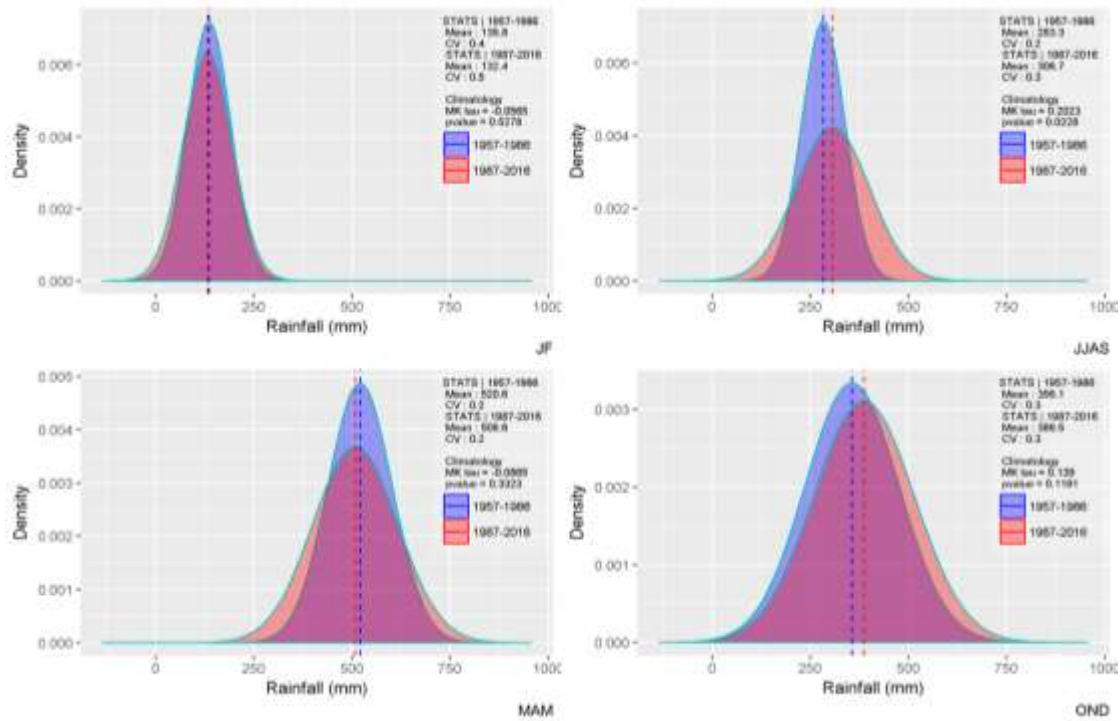 STATS | 1957-1986
Mean : 135.8
CV : 0.4
STATS | 1987-2016
Mean : 132.4
CV : 0.5
Climatology
MK tau =
pvalue =
1957-1986
1987-2016
Density
0.006
0.004
0.002
0.000
0
250
500
750
1000
Rainfall (mm)
JF
STATS | 1957-1986
Mean : 283.3
CV : 0.2
STATS | 1987-2016
Mean : 306.7
CV : 0.3
Climatology
MK tau = 0.2023
pvalue = 0.0228
1957-1986
1987-2016
Density
0.006
0.004
0.002
0.000
0
250
500
750
1000
Rainfall (mm)
JJAS
STATS | 1957-1986
Mean : 520.6
CV : 0.2
STATS | 1987-2016
Mean : 508.6
CV : 0.2
Climatology
MK tau =
pvalue = 0.3323
1957-1986
1987-2016
Density
0.005
0.004
0.003
0.002
0.001
0.000
0
250
500
750
1000
Rainfall (mm)
MAM
STATS | 1957-1986
Mean : 356.1
CV : 0.3
STATS | 1987-2016
Mean : 386.5
CV : 0.3
Climatology
MK tau = 0.139
pvalue = 0.1191
1957-1986
1987-2016
Density
0.003
0.002
0.001
0.000
0
250
500
750
1000
Rainfall (mm)
OND